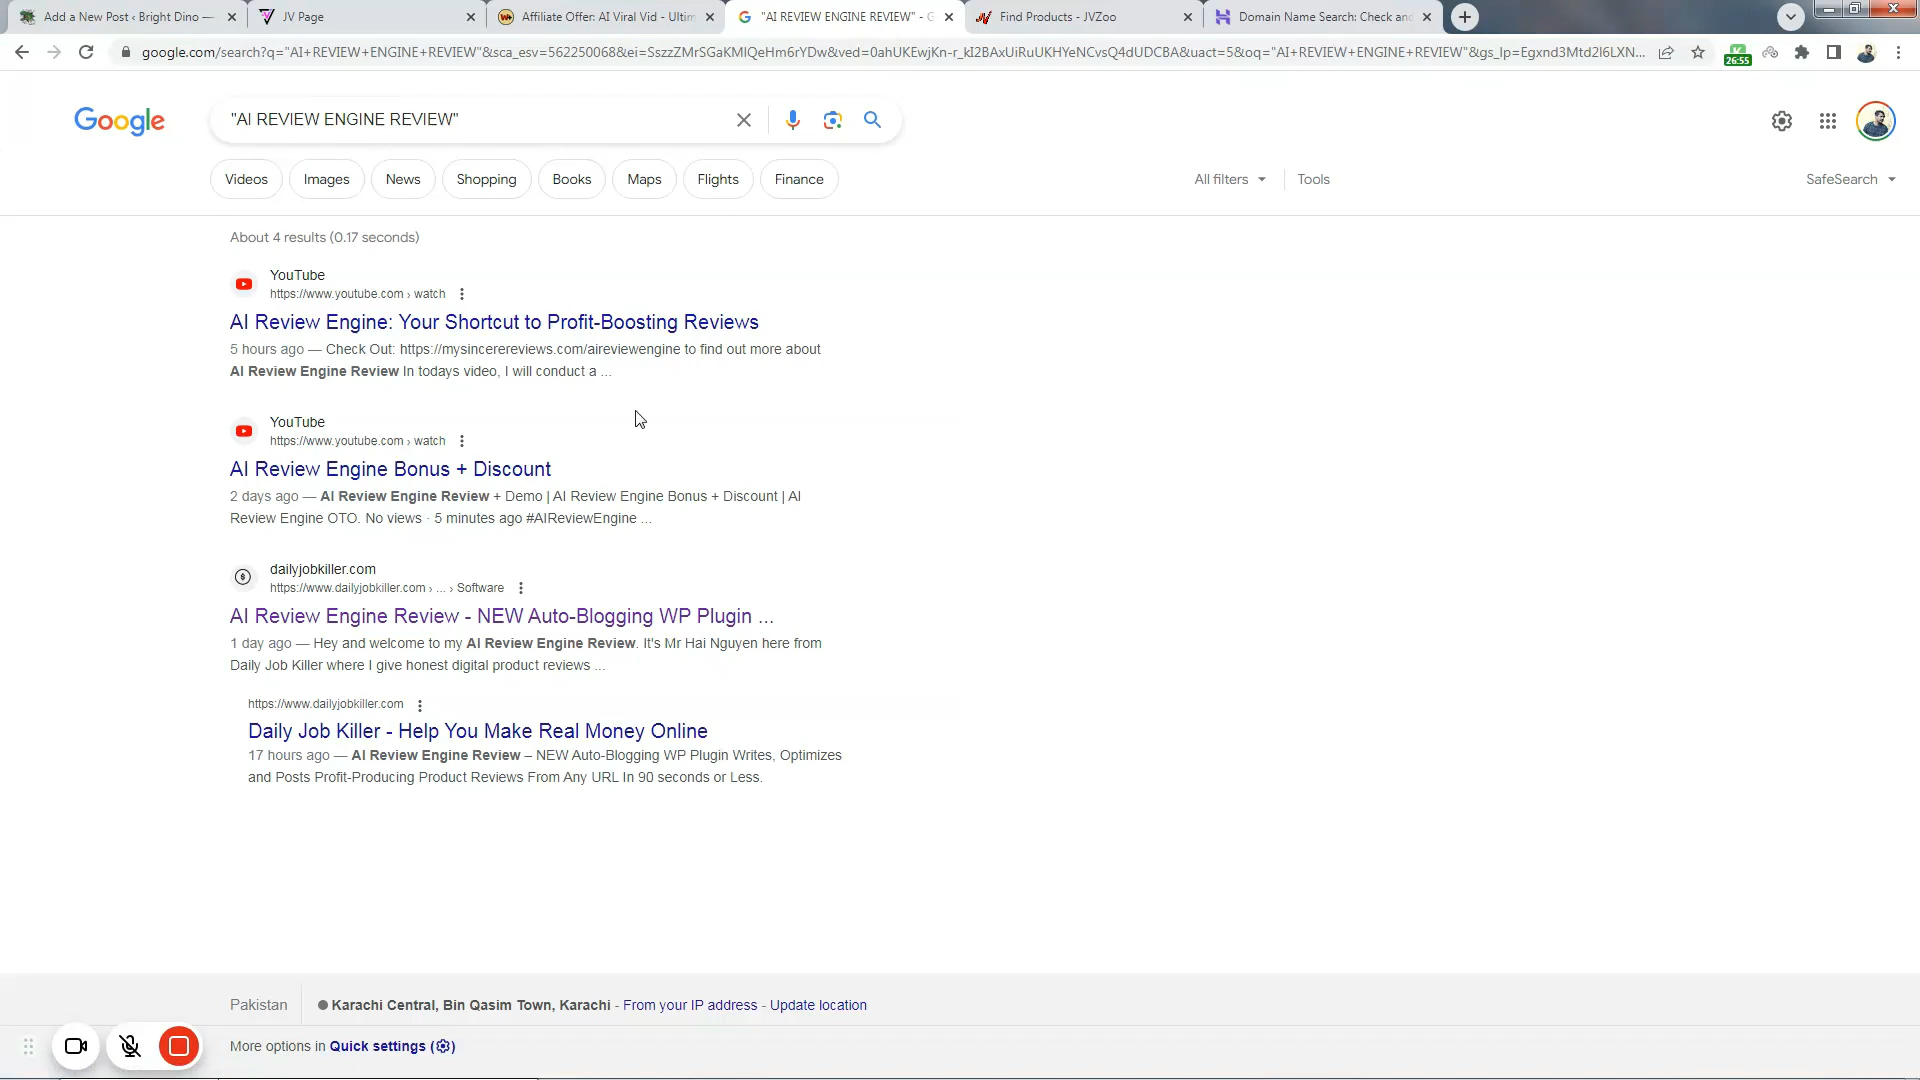 Add a New Post ‹ Bright Dino —
JV Page
Affiliate Offer: AI Viral Vid - Ultim
"AI REVIEW ENGINE REVIEW" - G
Find Products - JVZoo
Domain Name Search: Check and
google.com/search?q="AI+REVIEW+ENGINE+REVIEW"&sca_esv=562250068&ei=SszzZMrSGaKMlQeHm6rYDw&ved=0ahUKEwjKn-r_kI2BAxUiRuUKHYeNCvsQ4dUDCBA&uact=5&oq="AI+REVIEW+ENGINE+REVIEW"&gs_lp=Egxnd3Mtd2l6LXN...
26:55
Google
"AI REVIEW ENGINE REVIEW"
Videos
Images
News
Shopping
Books
Maps
Flights
Finance
All filters
Tools
SafeSearch
About 4 results (0.17 seconds)
YouTube
https://www.youtube.com › watch
AI Review Engine: Your Shortcut to Profit-Boosting Reviews
5 hours ago — Check Out: https://mysincerereviews.com/aireviewengine to find out more about
AI Review Engine Review In todays video, I will conduct a ...
YouTube
https://www.youtube.com › watch
AI Review Engine Bonus + Discount
2 days ago — AI Review Engine Review + Demo | AI Review Engine Bonus + Discount | AI
Review Engine OTO. No views · 5 minutes ago #AIReviewEngine ...
dailyjobkiller.com
https://www.dailyjobkiller.com › ... › Software
AI Review Engine Review - NEW Auto-Blogging WP Plugin ...
1 day ago — Hey and welcome to my AI Review Engine Review. It's Mr Hai Nguyen here from
Daily Job Killer where I give honest digital product reviews ...
https://www.dailyjobkiller.com
Daily Job Killer - Help You Make Real Money Online
17 hours ago — AI Review Engine Review – NEW Auto-Blogging WP Plugin Writes, Optimizes
and Posts Profit-Producing Product Reviews From Any URL In 90 seconds or Less.
Pakistan
Karachi Central, Bin Qasim Town, Karachi - From your IP address - Update location
More options in Quick settings